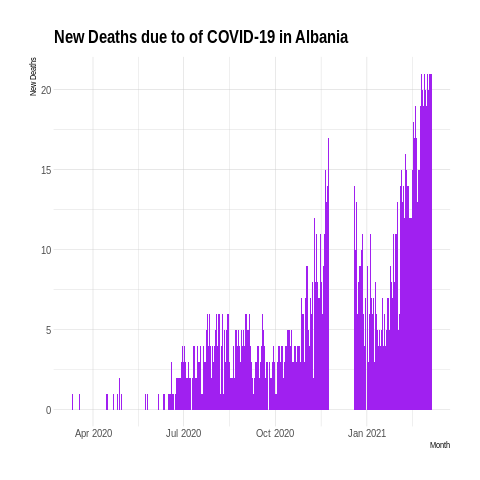 New Deaths due to of COVID-19 in Albania
New Deaths
20
15
10
5
0
Apr 2020
Jul 2020
Oct 2020
Jan 2021
Month